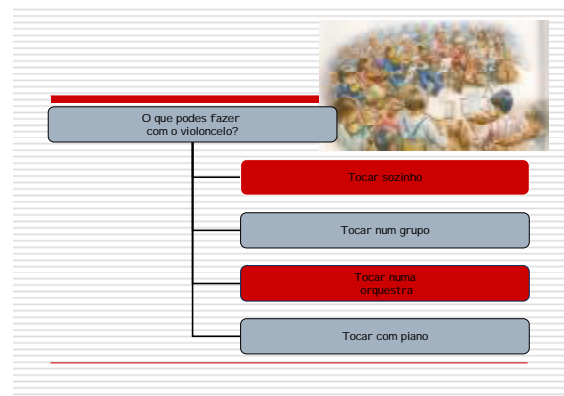 O que podes fazer
com o violoncelo?
Tocar sozinho
Tocar num grupo
Tocar numa
orquestra
Tocar com piano